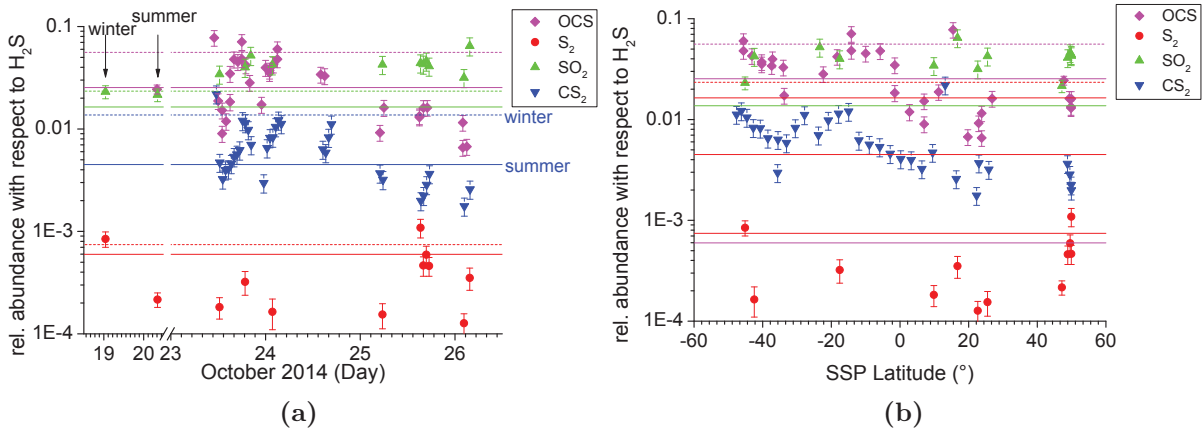 winter
summer
OCS
S₂
SO₂
CS₂
0.1
0.01
1E-3
1E-4
winter
summer
rel. abundance with respect to H₂S
19
20
23
24
25
26
October 2014 (Day)
(a)
OCS
S₂
SO₂
CS₂
0.1
0.01
1E-3
1E-4
rel. abundance with respect to H₂S
-60
-40
-20
0
20
40
60
SSP Latitude (°)
(b)